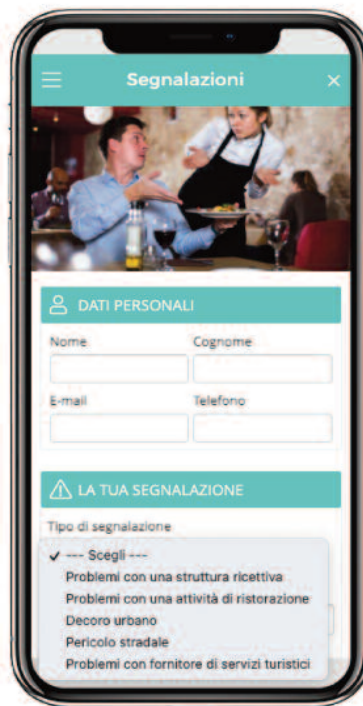 Segnalazioni
DATI PERSONALI
Nome Cognome
E-mail Telefono
LA TUA SEGNALAZIONE
Tipo di segnalazione
✓ --- Scegli ---
Problemi con una struttura ricettiva
Problemi con una attività di ristorazione
Decoro urbano
Pericolo stradale
Problemi con fornitore di servizi turistici